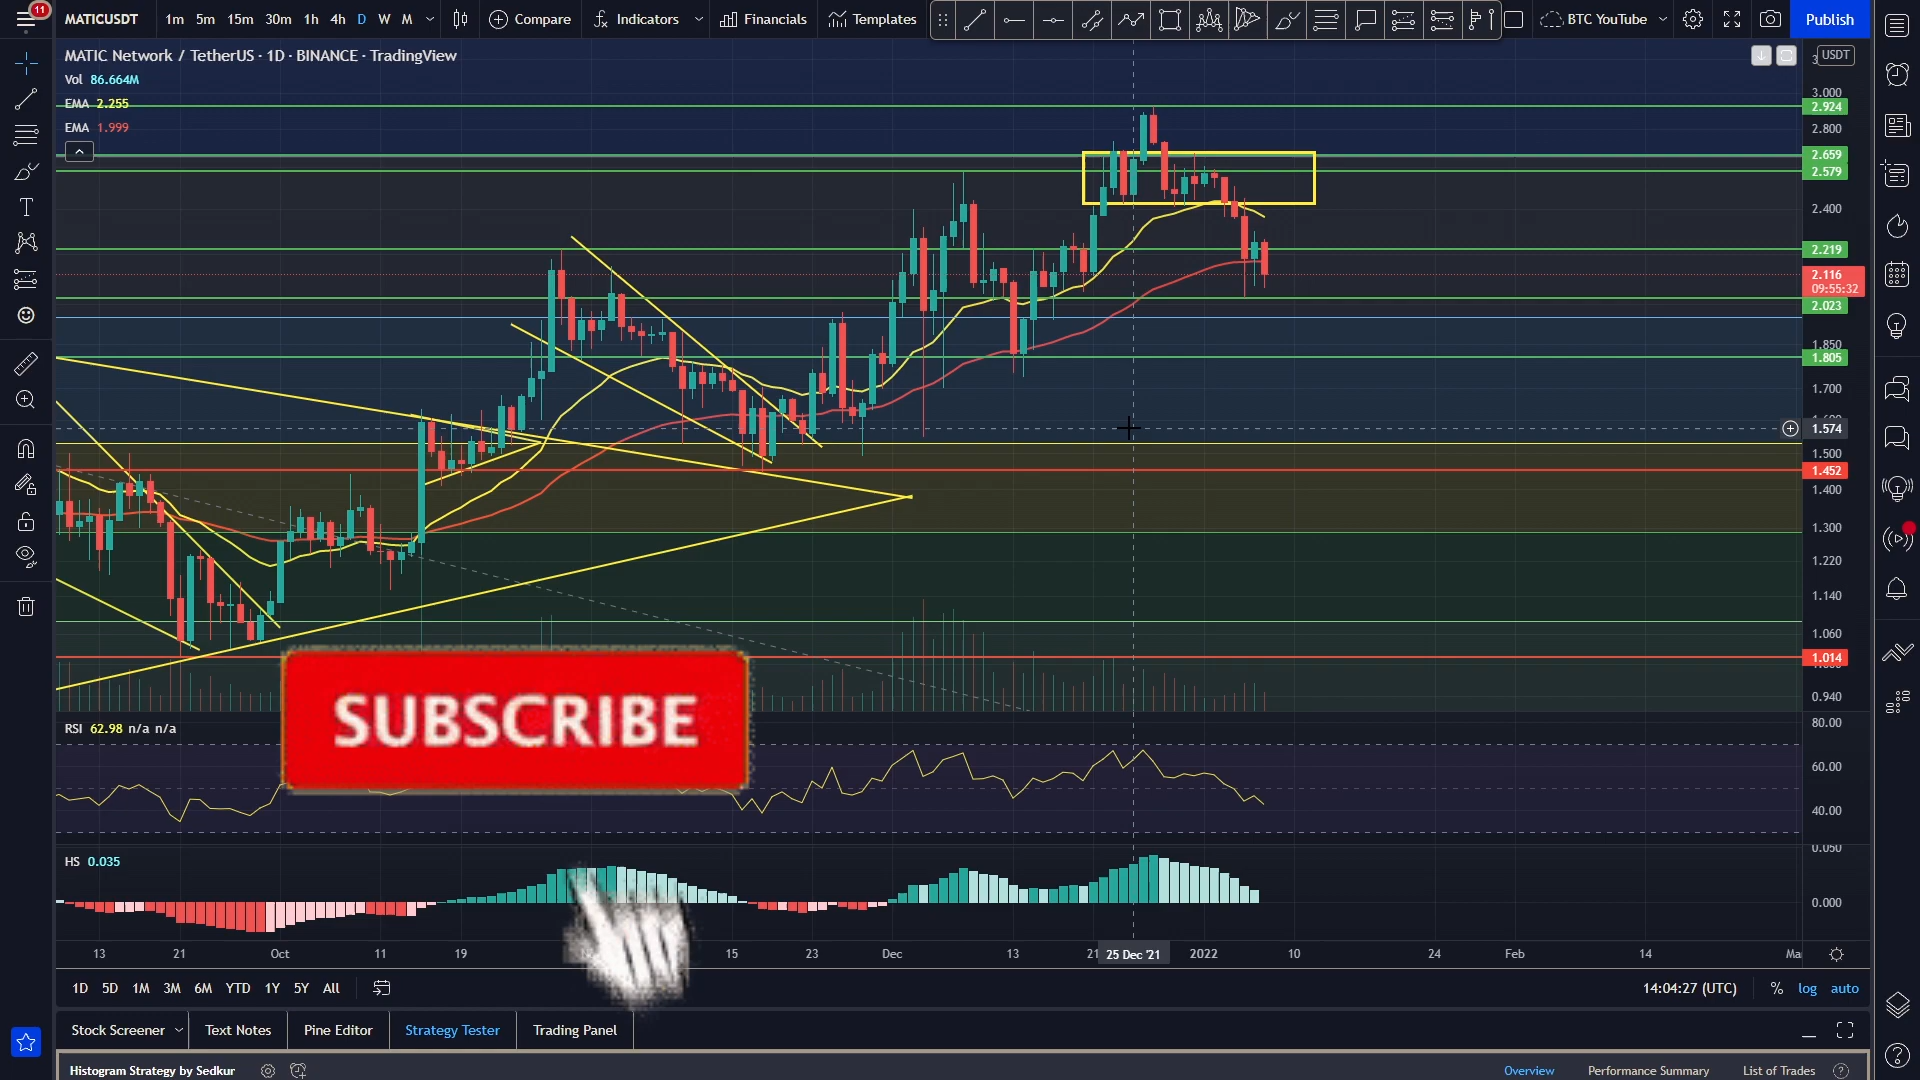 11
MATICUSDT
1m 5m 15m 30m 1h 4h D W M
Compare
Indicators
Financials
Templates
BTC YouTube
Publish
MATIC Network / TetherUS · 1D · BINANCE · TradingView
Vol 86.664M
EMA 2.255
EMA 1.999
USDT
3.000
2.924
2.800
2.659
2.579
2.400
2.219
2.116
09:55:32
2.023
1.850
1.805
1.700
1.574
1.500
1.452
1.400
1.300
1.220
1.140
1.060
1.014
0.940
SUBSCRIBE
RSI 62.98 n/a n/a
80.00
60.00
40.00
HS 0.035
0.050
0.000
13 21 Oct 11 19 15 23 Dec 13 21 25 Dec '21 2022 10 24 Feb 14 Ma
1D 5D 1M 3M 6M YTD 1Y 5Y All
14:04:27 (UTC) % log auto
Stock Screener
Text Notes
Pine Editor
Strategy Tester
Trading Panel
Histogram Strategy by Sedkur
Overview
Performance Summary
List of Trades